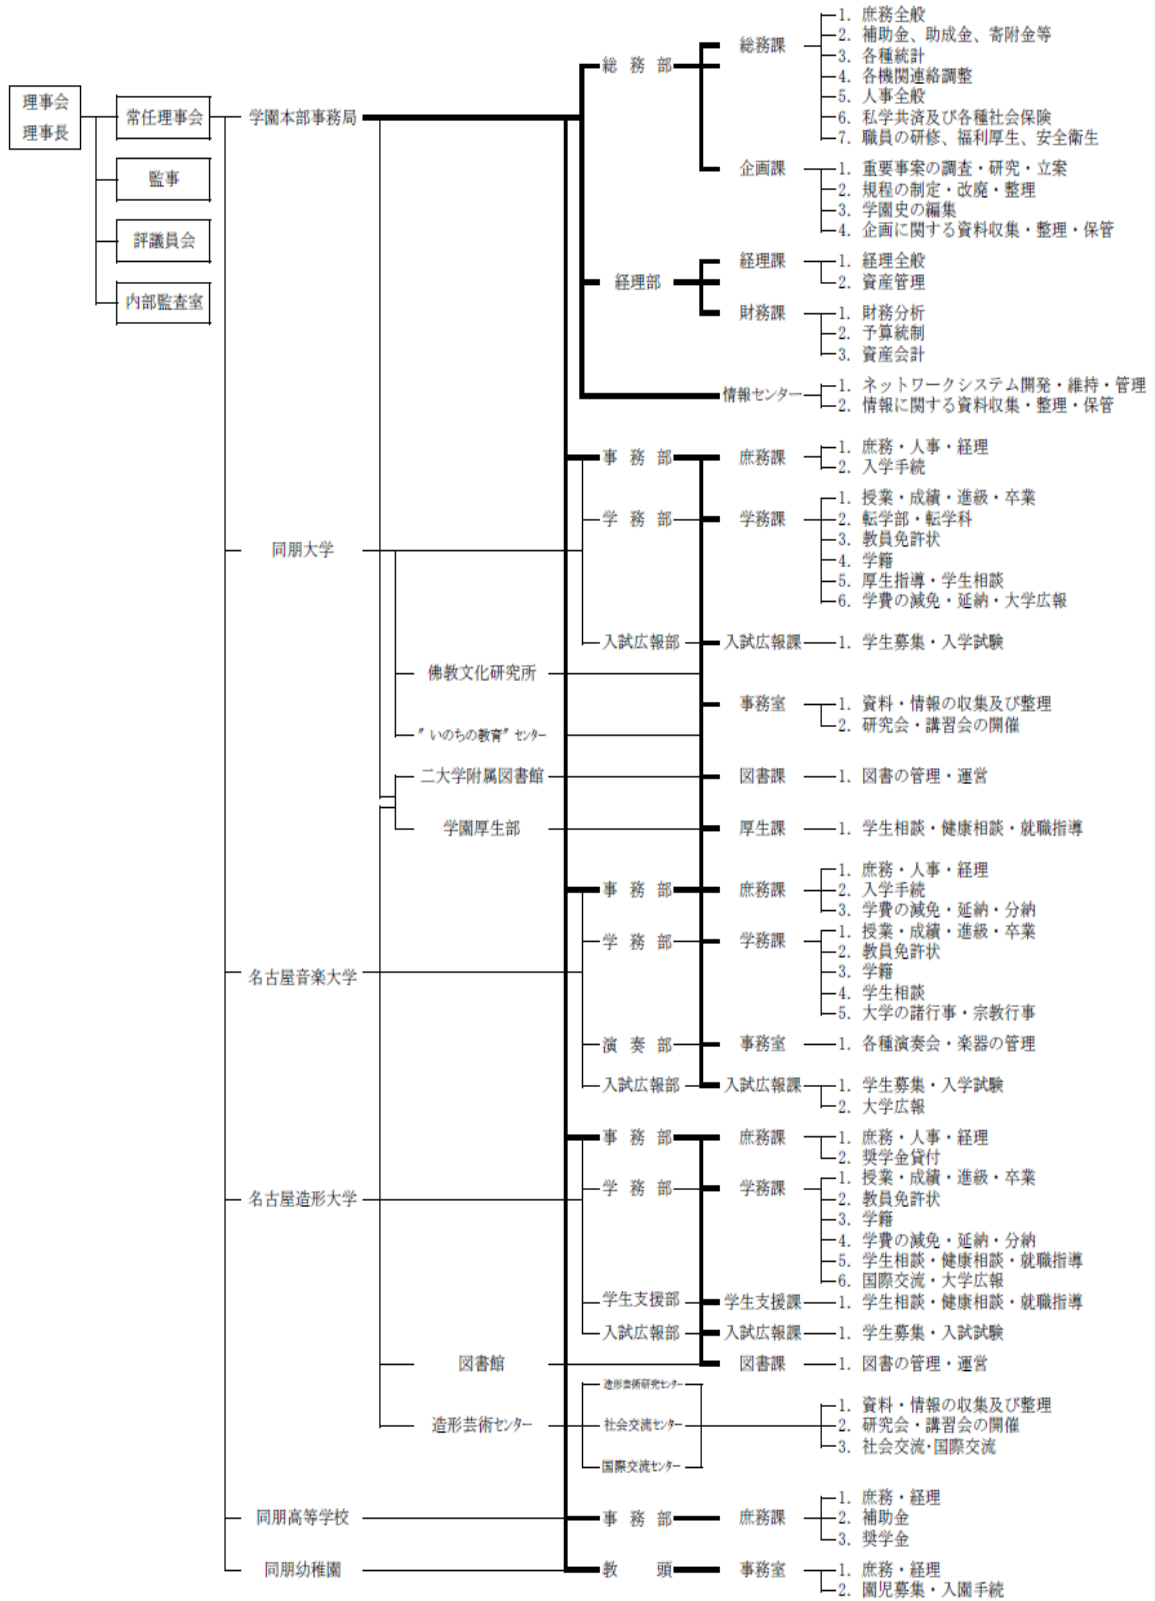 理事会
理事長
常任理事会
監事
評議員会
内部監査室
学園本部事務局
総務部
総務課
1. 庶務全般
2. 補助金、助成金、寄附金等
3. 各種統計
4. 各機関連絡調整
5. 人事全般
6. 私学共済及び各種社会保険
7. 職員の研修、福利厚生、安全衛生
企画課
1. 重要事案の調査・研究・立案
2. 規程の制定・改廃・整理
3. 学園史の編集
4. 企画に関する資料収集・整理・保管
経理部
経理課
1. 経理全般
2. 資産管理
財務課
1. 財務分析
2. 予算統制
3. 資産会計
情報センター
1. ネットワークシステム開発・維持・管理
2. 情報に関する資料収集・整理・保管
同朋大学
事務部
庶務課
1. 庶務・人事・経理
2. 入学手続
学務部
学務課
1. 授業・成績・進級・卒業
2. 転学部・転学科
3. 教員免許状
4. 学籍
5. 厚生指導・学生相談
6. 学費の減免・延納・大学広報
入試広報部
入試広報課
1. 学生募集・入学試験
佛教文化研究所
事務室
1. 資料・情報の収集及び整理
2. 研究会・講習会の開催
"いのちの教育"センター
二大学附属図書館
図書課
1. 図書の管理・運営
学園厚生部
厚生課
1. 学生相談・健康相談・就職指導
名古屋音楽大学
事務部
庶務課
1. 庶務・人事・経理
2. 入学手続
3. 学費の減免・延納・分納
学務部
学務課
1. 授業・成績・進級・卒業
2. 教員免許状
3. 学籍
4. 学生相談
5. 大学の諸行事・宗教行事
演奏部
事務室
1. 各種演奏会・楽器の管理
入試広報部
入試広報課
1. 学生募集・入学試験
2. 大学広報
名古屋造形大学
事務部
庶務課
1. 庶務・人事・経理
2. 奨学金貸付
学務部
学務課
1. 授業・成績・進級・卒業
2. 教員免許状
3. 学籍
4. 学費の減免・延納・分納
5. 学生相談・健康相談・就職指導
6. 国際交流・大学広報
学生支援部
学生支援課
1. 学生相談・健康相談・就職指導
入試広報部
入試広報課
1. 学生募集・入試試験
図書館
図書課
1. 図書の管理・運営
造形芸術センター
造形芸術研究センター
社会交流センター
国際交流センター
1. 資料・情報の収集及び整理
2. 研究会・講習会の開催
3. 社会交流・国際交流
同朋高等学校
事務部
庶務課
1. 庶務・経理
2. 補助金
3. 奨学金
同朋幼稚園
教頭
事務室
1. 庶務・経理
2. 園児募集・入園手続